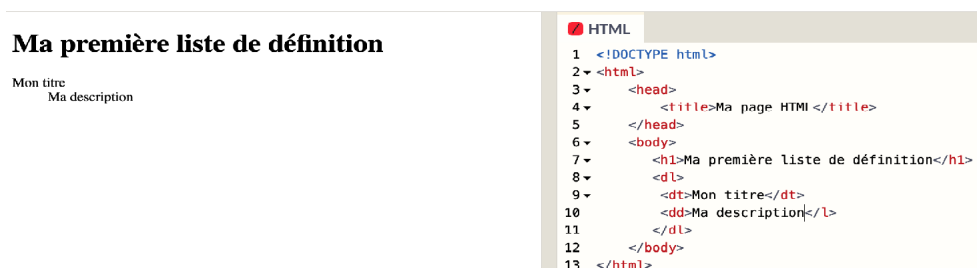 Ma première liste de définition
Mon titre
Ma description
HTML
1 <!DOCTYPE html>
2 <html>
3 <head>
4 <title>Ma page HTML</title>
5 </head>
6 <body>
7 <h1>Ma première liste de définition</h1>
8 <dl>
9 <dt>Mon titre</dt>
10 <dd>Ma description</l>
11 </dl>
12 </body>
13 </html>